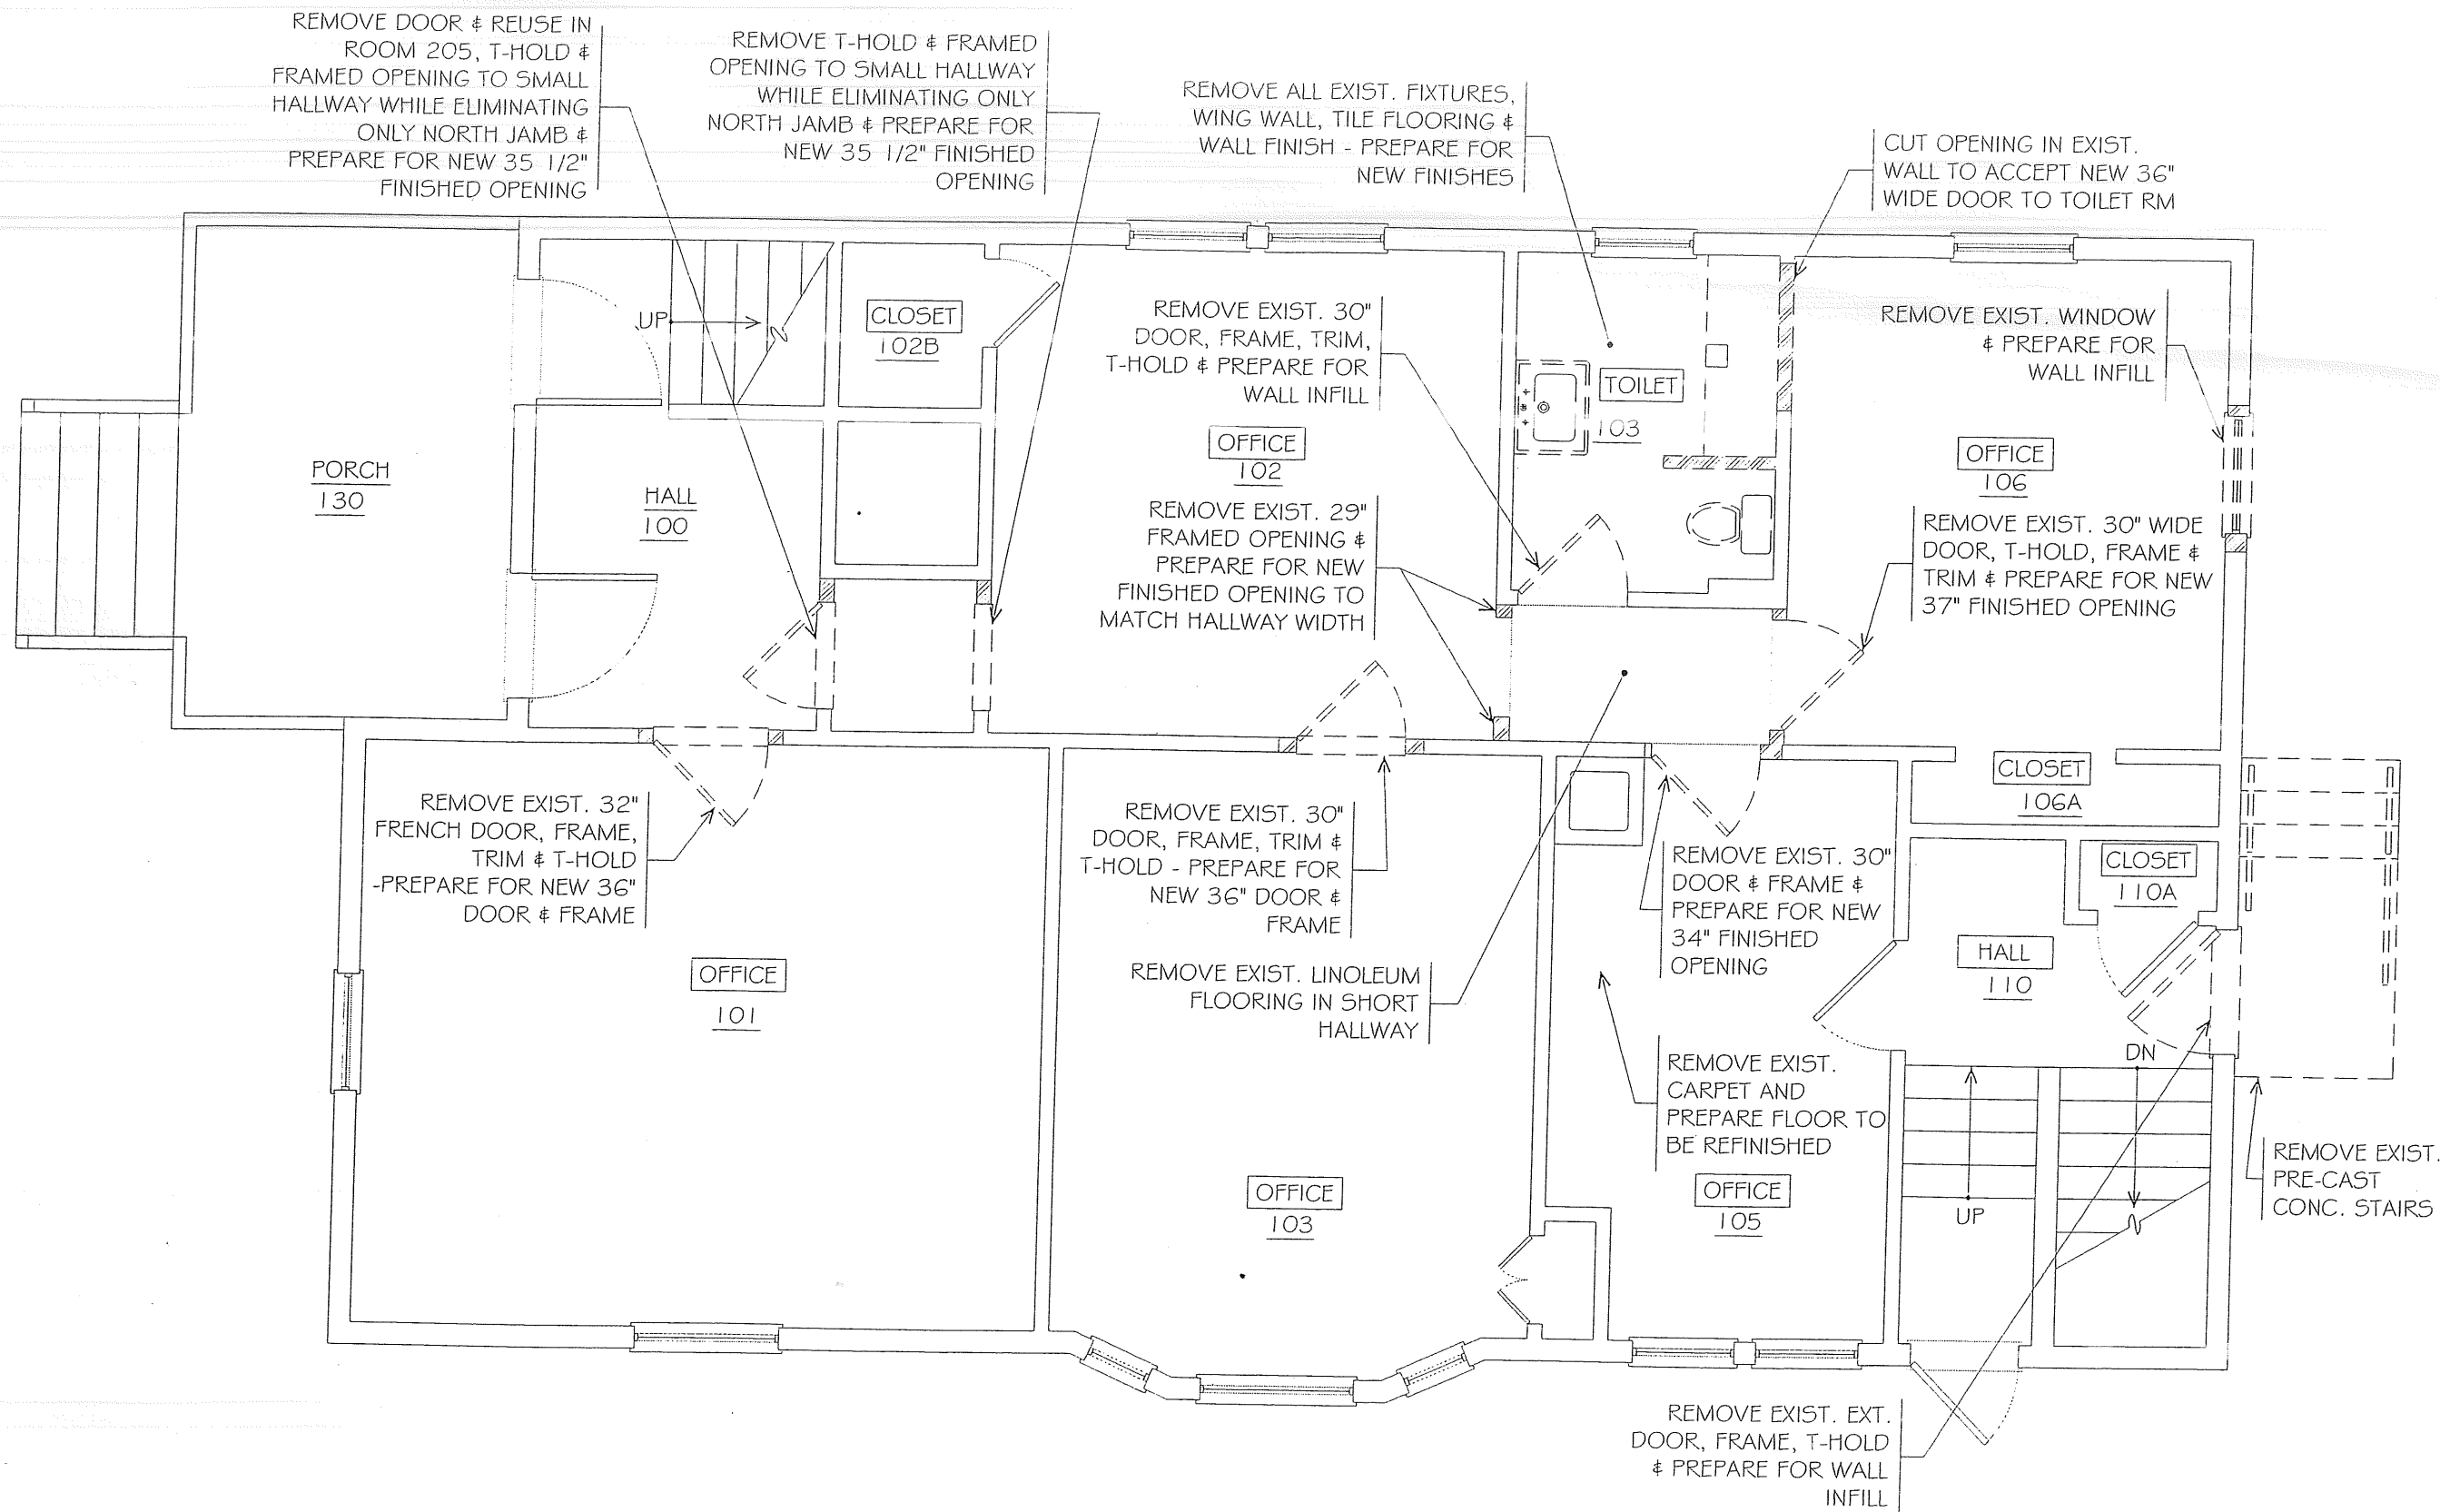 REMOVE DOOR & REUSE IN
ROOM 205, T-HOLD &
FRAMED OPENING TO SMALL
HALLWAY WHILE ELIMINATING
ONLY NORTH JAMB &
PREPARE FOR NEW 35 1/2"
FINISHED OPENING
REMOVE T-HOLD & FRAMED
OPENING TO SMALL HALLWAY
WHILE ELIMINATING ONLY
NORTH JAMB & PREPARE FOR
NEW 35 1/2" FINISHED
OPENING
REMOVE ALL EXIST. FIXTURES,
WING WALL, TILE FLOORING &
WALL FINISH - PREPARE FOR
NEW FINISHES
CUT OPENING IN EXIST.
WALL TO ACCEPT NEW 36"
WIDE DOOR TO TOILET RM
UP
CLOSET
102B
REMOVE EXIST. 30"
DOOR, FRAME, TRIM,
T-HOLD & PREPARE FOR
WALL INFILL
TOILET
103
REMOVE EXIST. WINDOW
& PREPARE FOR
WALL INFILL
PORCH
130
HALL
100
OFFICE
102
OFFICE
106
REMOVE EXIST. 29"
FRAMED OPENING &
PREPARE FOR NEW
FINISHED OPENING TO
MATCH HALLWAY WIDTH
REMOVE EXIST. 30" WIDE
DOOR, T-HOLD, FRAME &
TRIM & PREPARE FOR NEW
37" FINISHED OPENING
REMOVE EXIST. 32"
FRENCH DOOR, FRAME,
TRIM & T-HOLD
-PREPARE FOR NEW 36"
DOOR & FRAME
REMOVE EXIST. 30"
DOOR, FRAME, TRIM &
T-HOLD - PREPARE FOR
NEW 36" DOOR &
FRAME
REMOVE EXIST. 30"
DOOR & FRAME &
PREPARE FOR NEW
34" FINISHED
OPENING
CLOSET
106A
CLOSET
110A
OFFICE
101
REMOVE EXIST. LINOLEUM
FLOORING IN SHORT
HALLWAY
HALL
110
REMOVE EXIST.
CARPET AND
PREPARE FLOOR TO
BE REFINISHED
DN
OFFICE
103
OFFICE
105
UP
REMOVE EXIST.
PRE-CAST
CONC. STAIRS
REMOVE EXIST. EXT.
DOOR, FRAME, T-HOLD
& PREPARE FOR WALL
INFILL